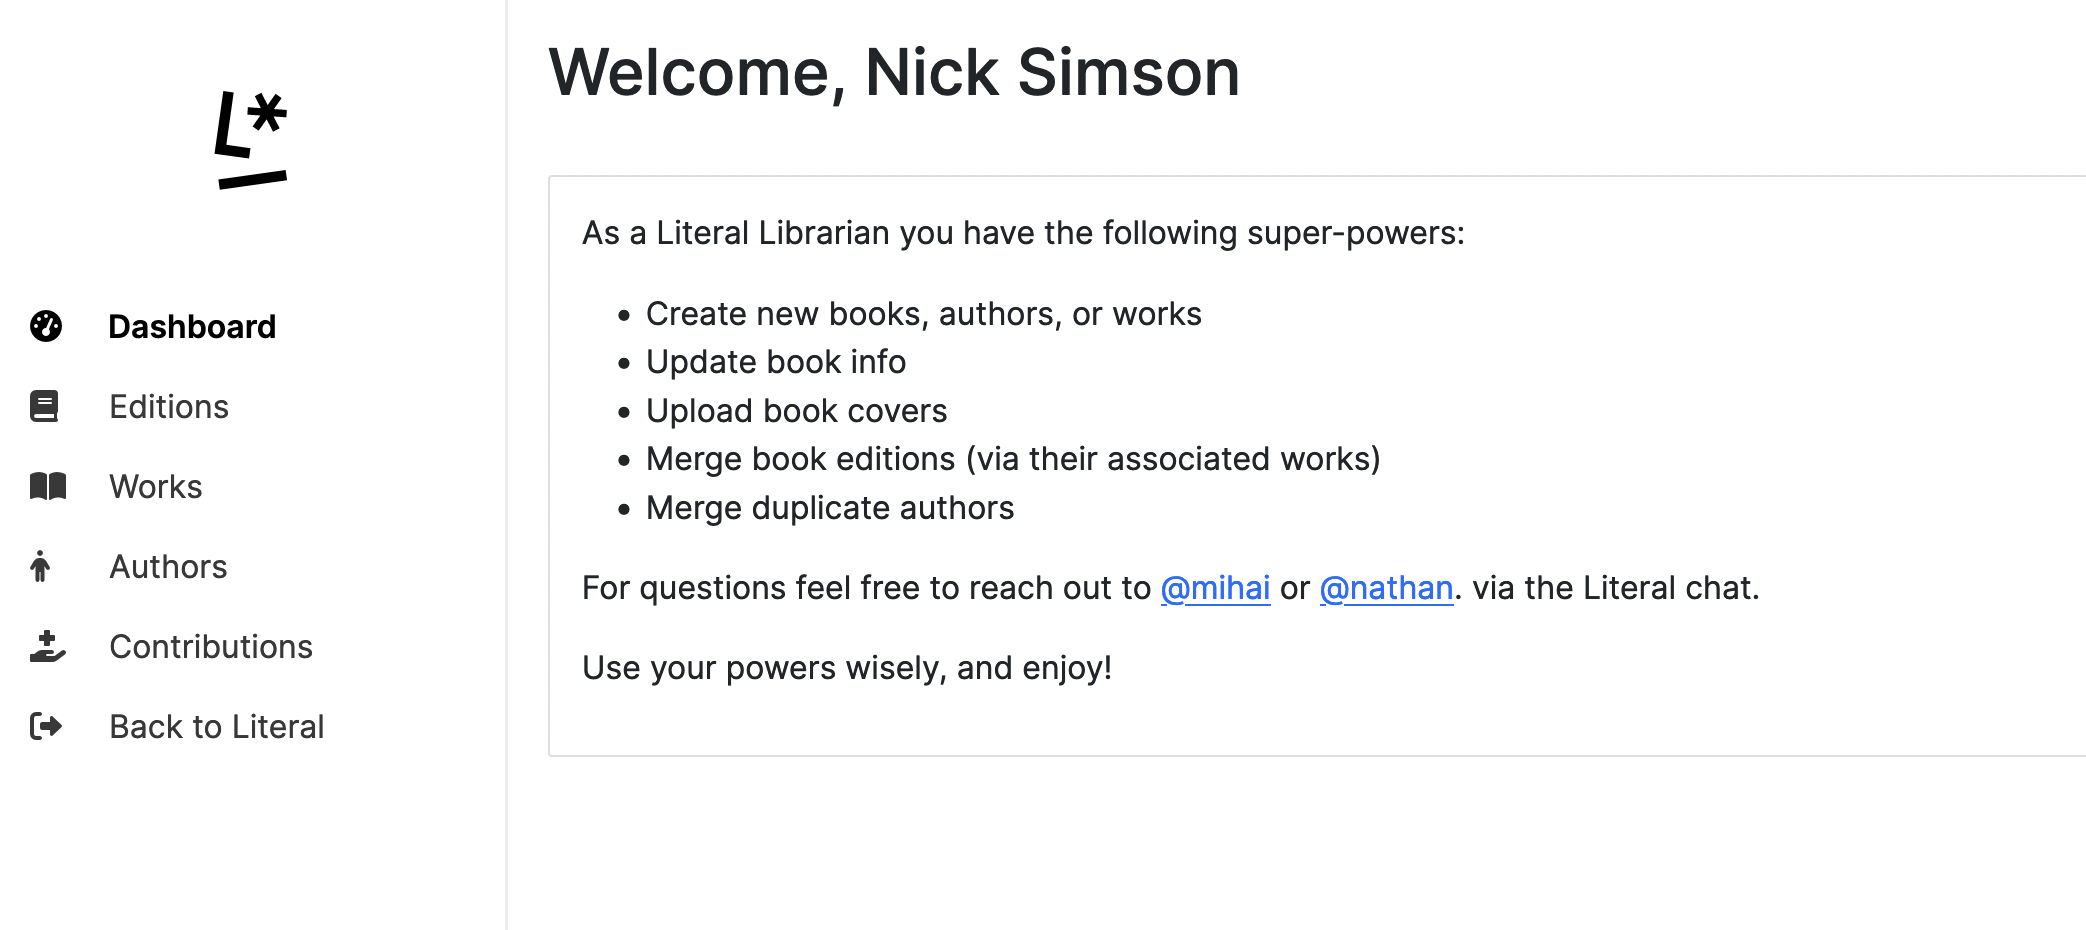 L*
Dashboard
Editions
Works
Authors
Contributions
Back to Literal
Welcome, Nick Simson
As a Literal Librarian you have the following super-powers:
• Create new books, authors, or works
• Update book info
• Upload book covers
• Merge book editions (via their associated works)
• Merge duplicate authors
For questions feel free to reach out to @mihai or @nathan. via the Literal chat.
Use your powers wisely, and enjoy!